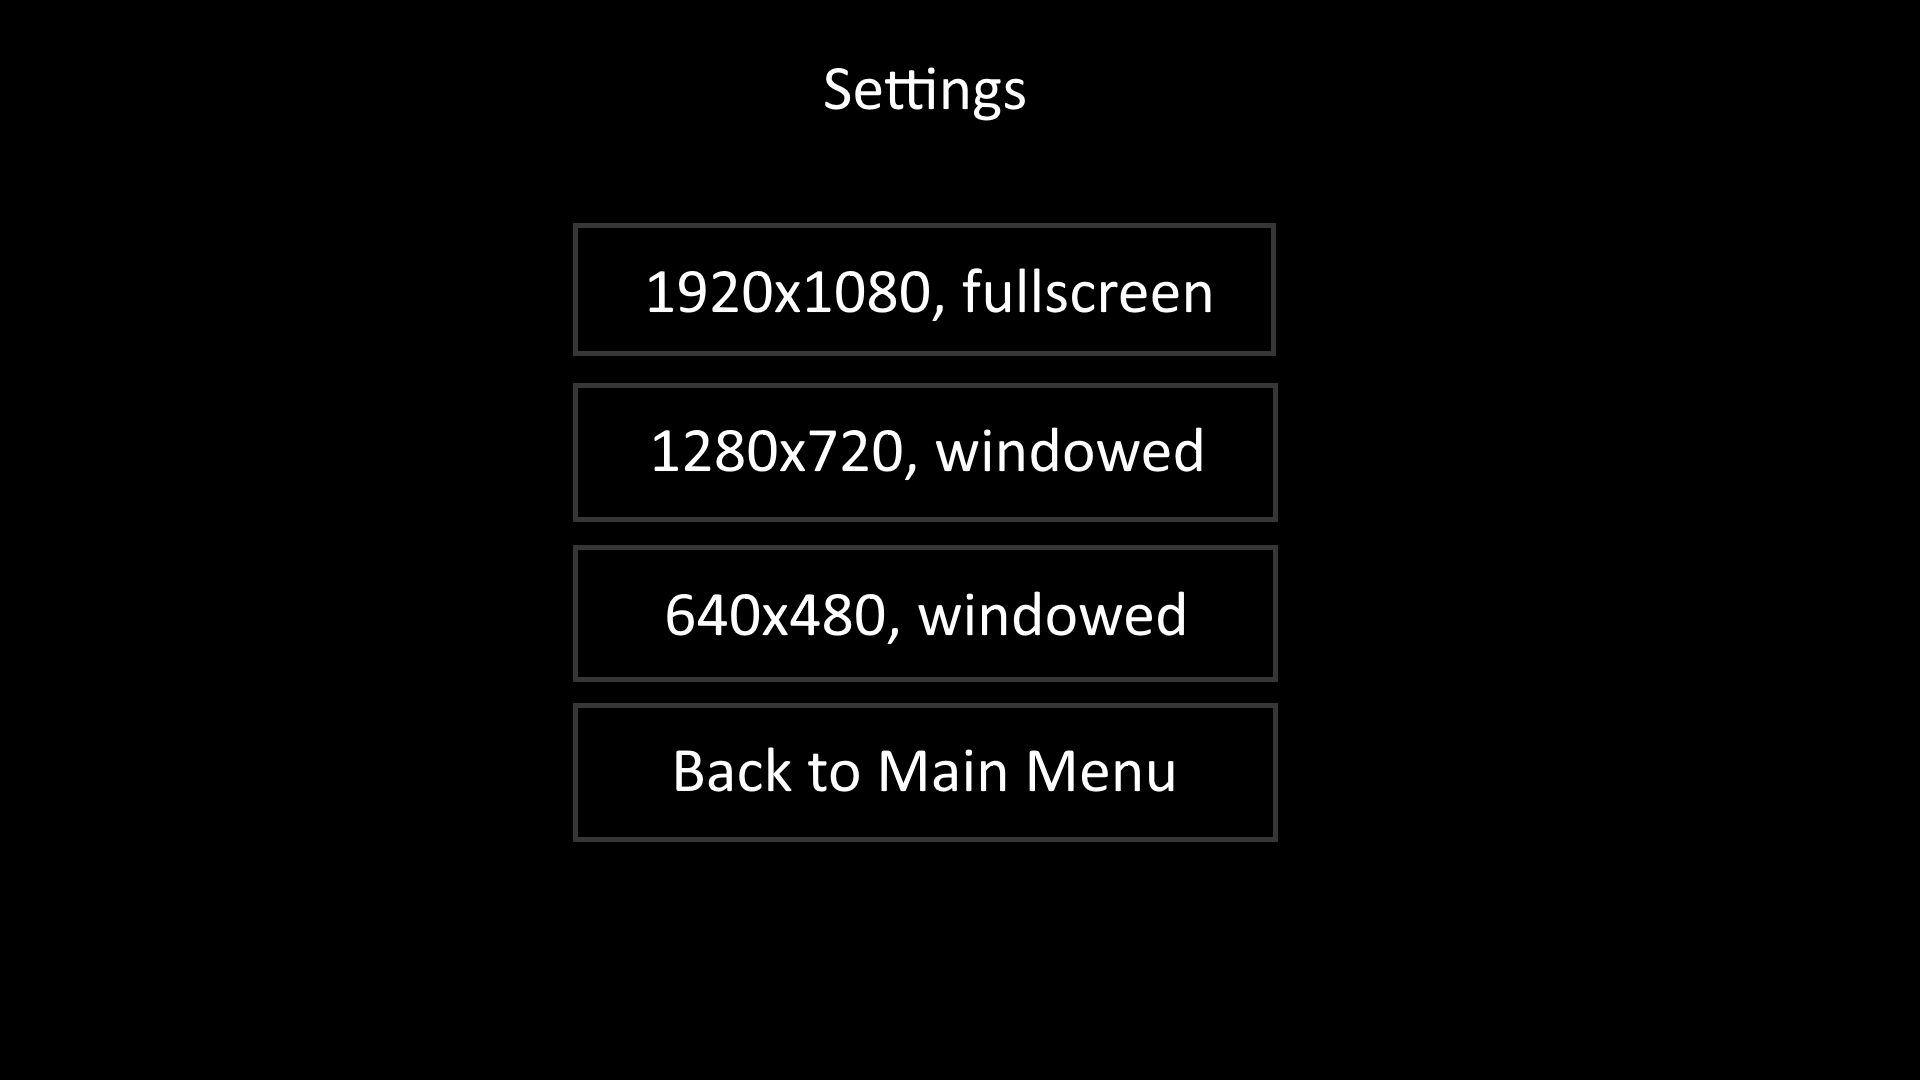 Settings
1920x1080, fullscreen
1280x720, windowed
640x480, windowed
Back to Main Menu